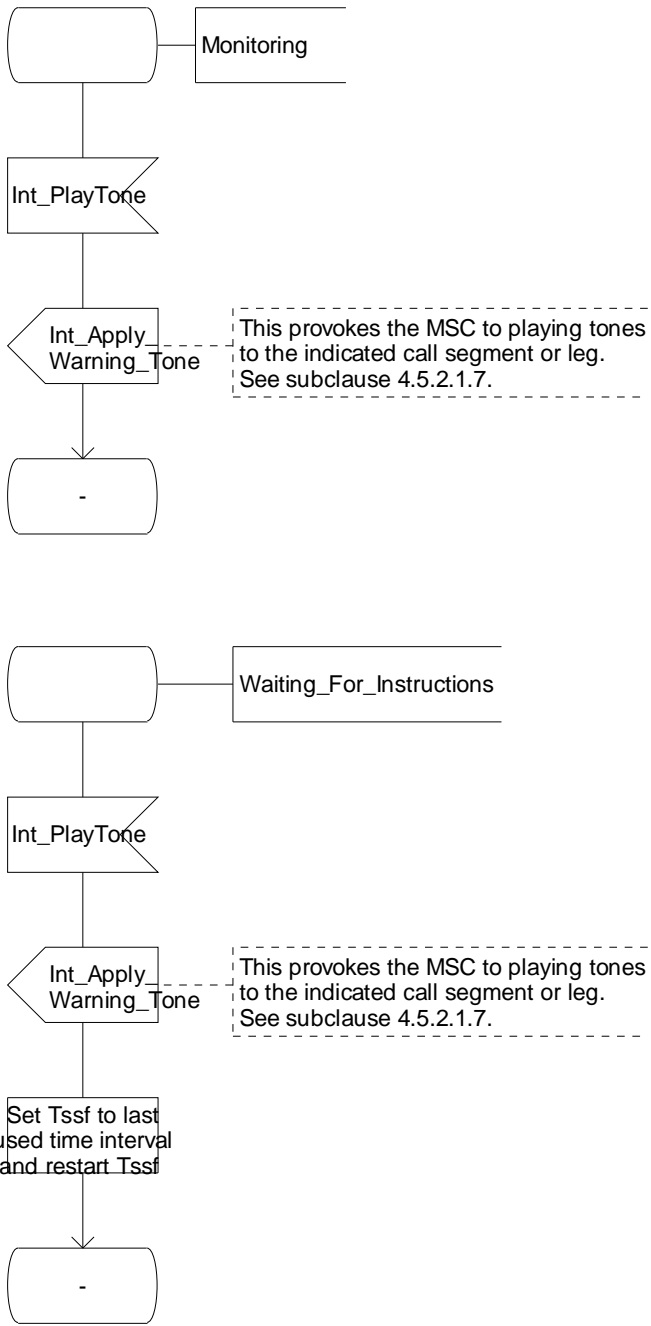 Monitoring
Int_PlayTone
Int_Apply_
Warning_Tone
This provokes the MSC to playing tones
to the indicated call segment or leg.
See subclause 4.5.2.1.7.
-
Waiting_For_Instructions
Int_PlayTone
Int_Apply_
Warning_Tone
This provokes the MSC to playing tones
to the indicated call segment or leg.
See subclause 4.5.2.1.7.
Set Tssf to last
used time interval
and restart Tssf
-